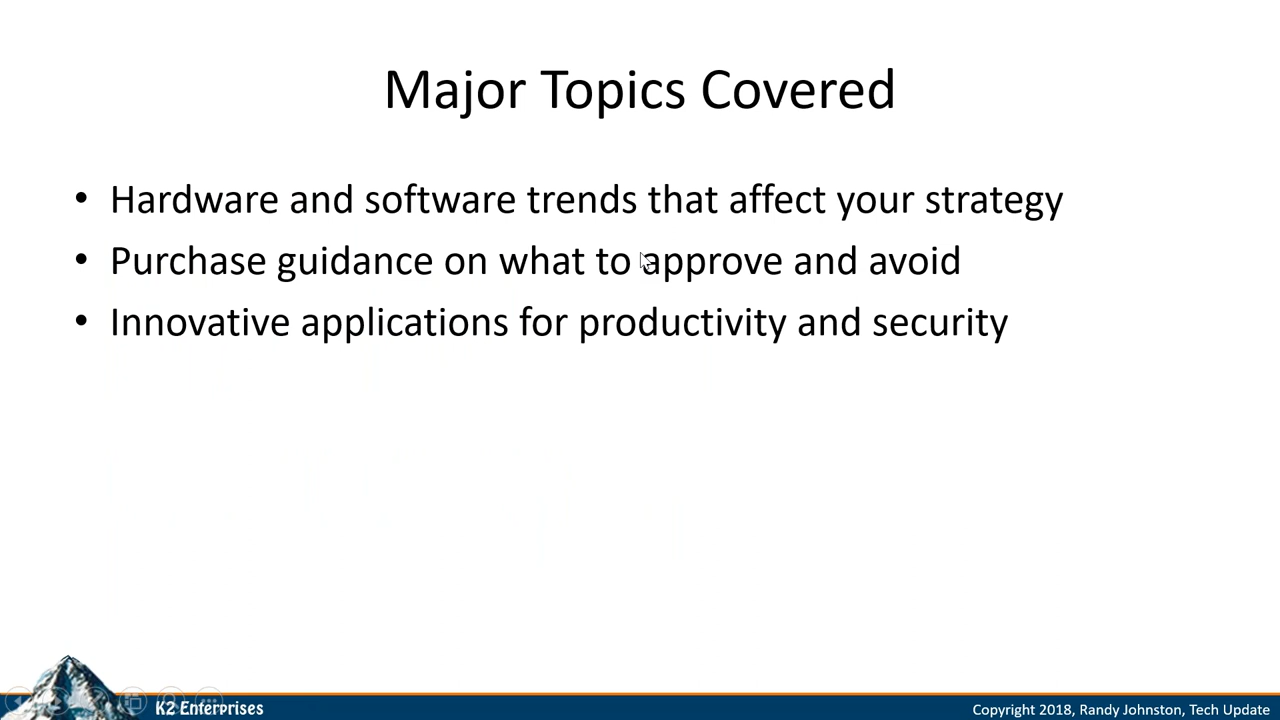 Major Topics Covered
• Hardware and software trends that affect your strategy
• Purchase guidance on what to approve and avoid
• Innovative applications for productivity and security
K2 Enterprises
Copyright 2018, Randy Johnston, Tech Update